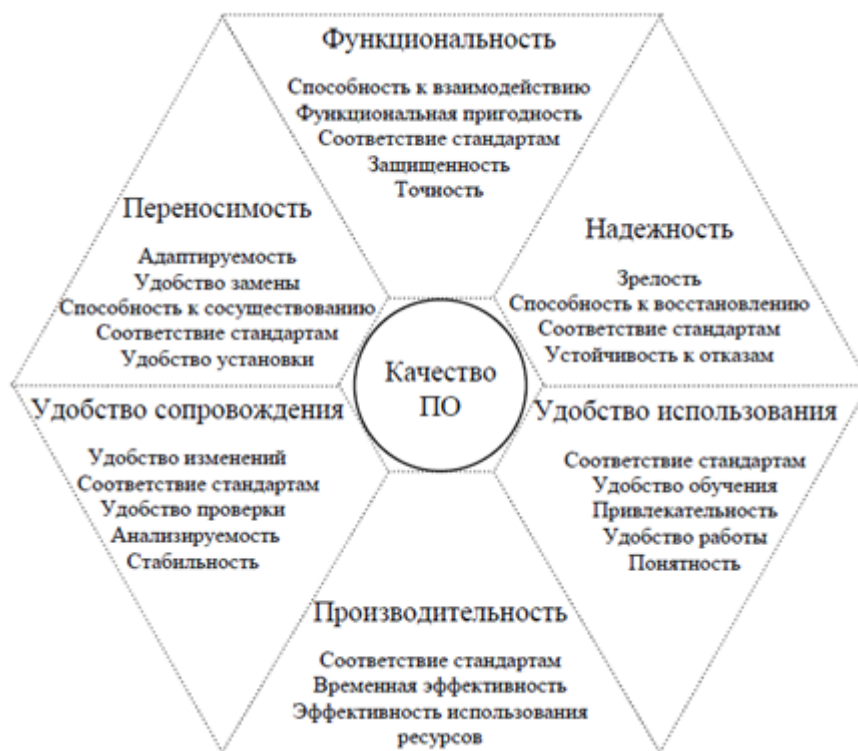 Функциональность
Способность к взаимодействию
Функциональная пригодность
Соответствие стандартам
Защищенность
Точность
Переносимость
Адаптируемость
Удобство замены
Способность к сосуществованию
Соответствие стандартам
Удобство установки
Надежность
Зрелость
Способность к восстановлению
Соответствие стандартам
Устойчивость к отказам
Качество
ПО
Удобство сопровождения
Удобство изменений
Соответствие стандартам
Удобство проверки
Анализируемость
Стабильность
Удобство использования
Соответствие стандартам
Удобство обучения
Привлекательность
Удобство работы
Понятность
Производительность
Соответствие стандартам
Временная эффективность
Эффективность использования
ресурсов